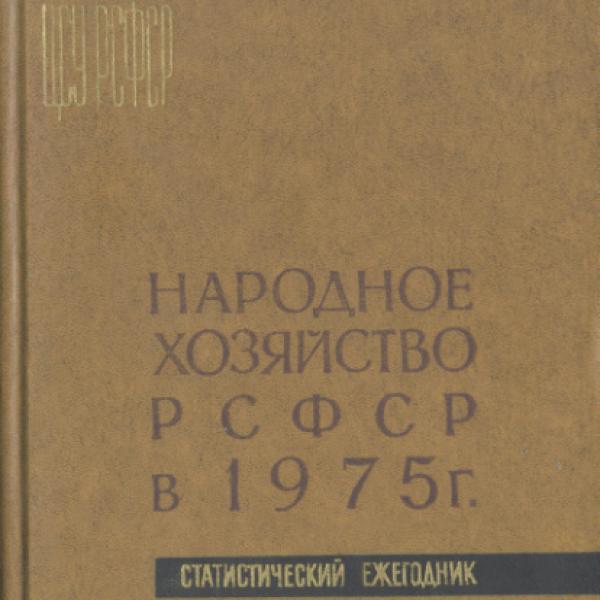 ЦСУ РСФСР
НАРОДНОЕ
ХОЗЯЙСТВО
РСФСР
в 1975г.
СТАТИСТИЧЕСКИЙ ЕЖЕГОДНИК